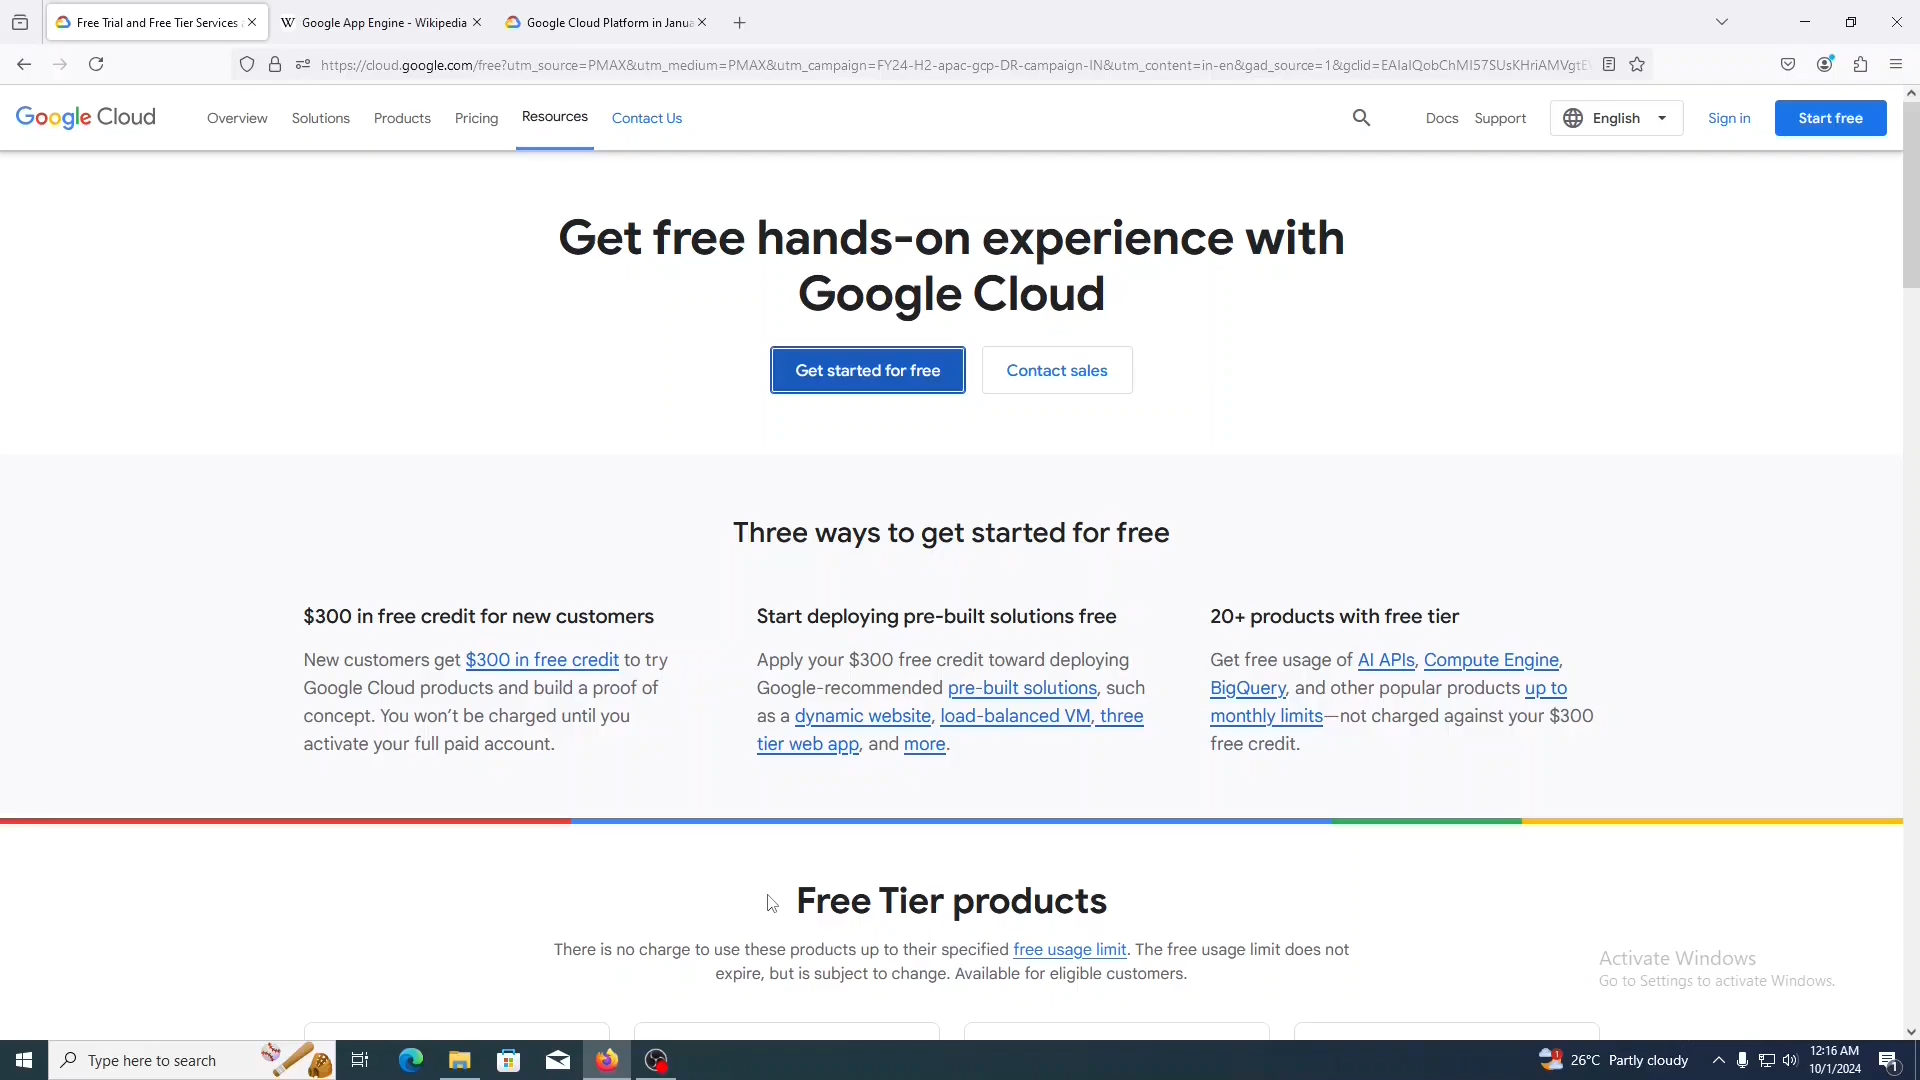 Free Trial and Free Tier Services
Google App Engine - Wikipedia
Google Cloud Platform in Janua
https://cloud.google.com/free?utm_source=PMAX&utm_medium=PMAX&utm_campaign=FY24-H2-apac-gcp-DR-campaign-IN&utm_content=in-en&gad_source=1&gclid=EAIaIQobChMI57SUsKHriAMVgtE
Google Cloud
Overview
Solutions
Products
Pricing
Resources
Contact Us
Docs
Support
English
Sign in
Start free
Get free hands-on experience with
Google Cloud
Get started for free
Contact sales
Three ways to get started for free
$300 in free credit for new customers
New customers get $300 in free credit to try
Google Cloud products and build a proof of
concept. You won’t be charged until you
activate your full paid account.
Start deploying pre-built solutions free
Apply your $300 free credit toward deploying
Google-recommended pre-built solutions, such
as a dynamic website, load-balanced VM, three
tier web app, and more.
20+ products with free tier
Get free usage of AI APIs, Compute Engine,
BigQuery, and other popular products up to
monthly limits—not charged against your $300
free credit.
Free Tier products
There is no charge to use these products up to their specified free usage limit. The free usage limit does not
expire, but is subject to change. Available for eligible customers.
Activate Windows
Go to Settings to activate Windows.
Type here to search
1
26°C Partly cloudy
12:16 AM
10/1/2024
1